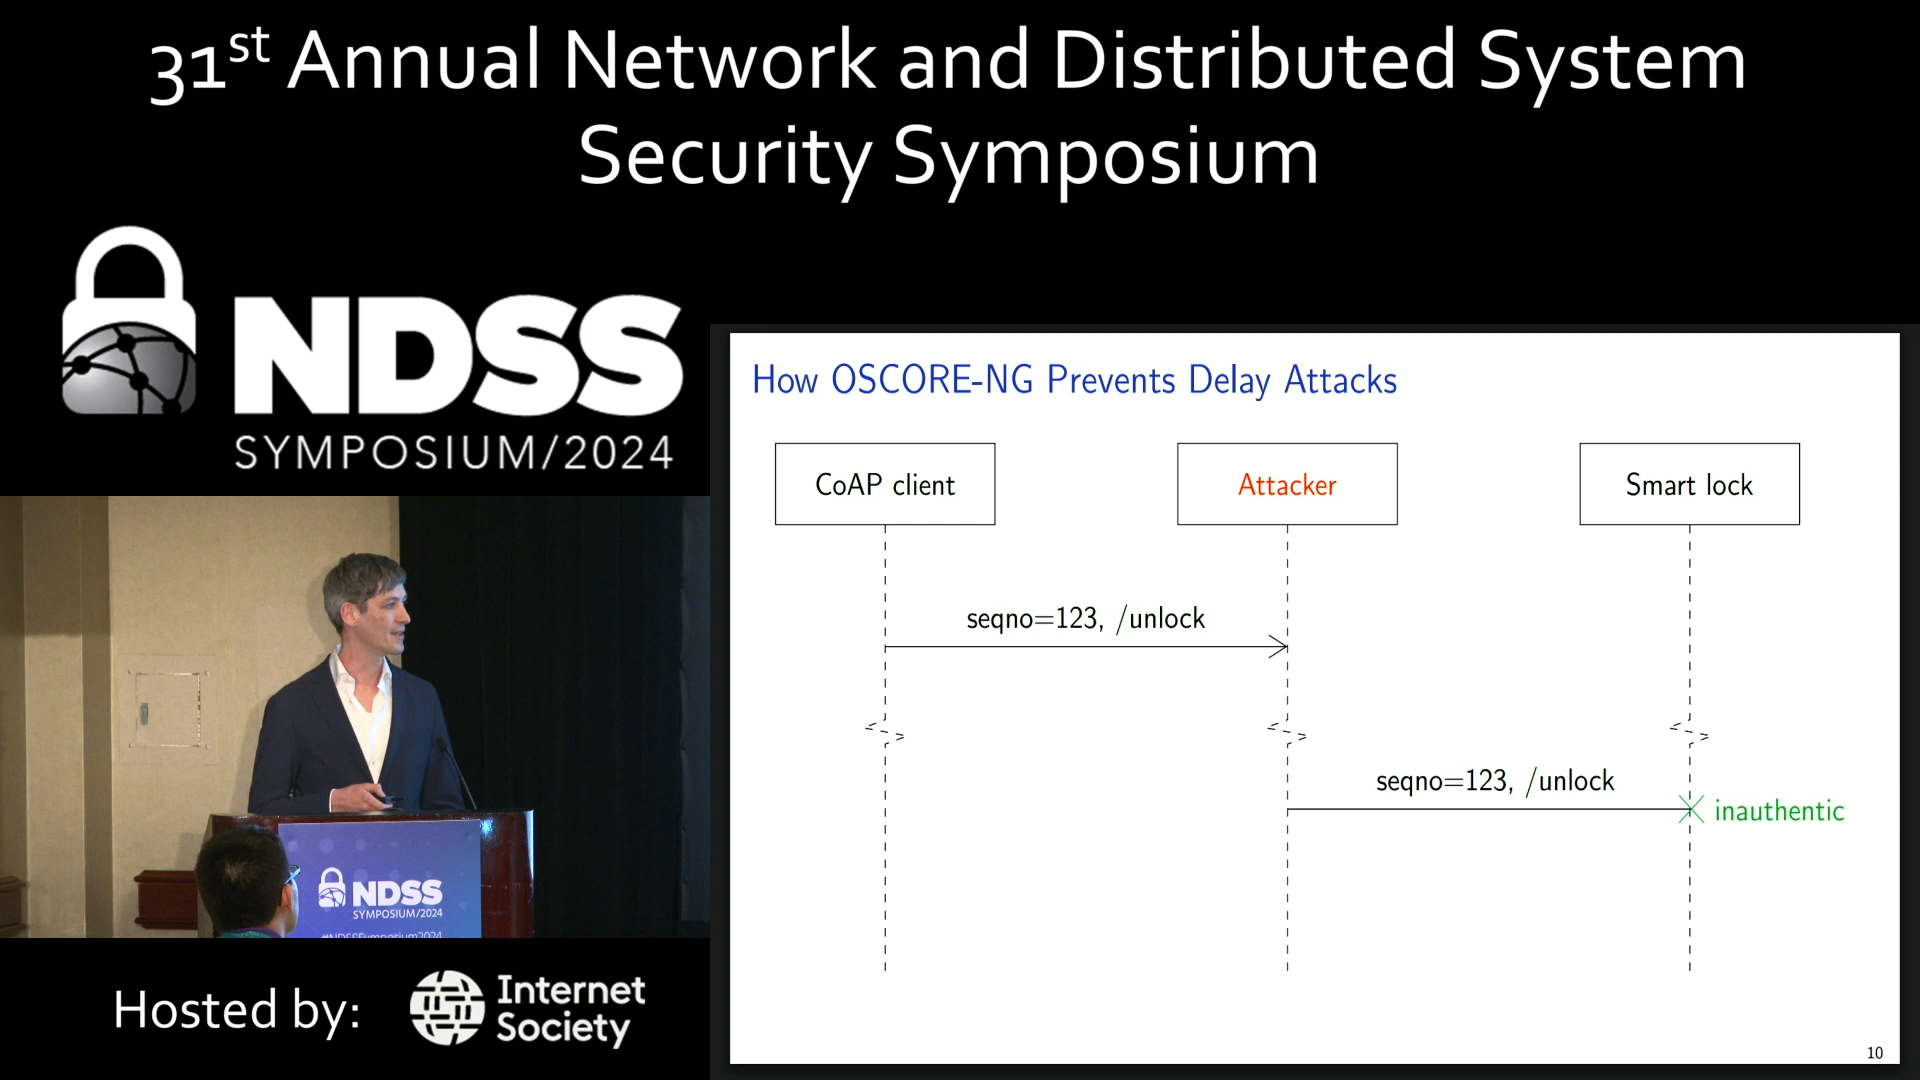 31st Annual Network and Distributed System
Security Symposium
NDSS
SYMPOSIUM/2024
How OSCORE-NG Prevents Delay Attacks
CoAP client
Attacker
Smart lock
seqno=123, /unlock
seqno=123, /unlock
inauthentic
10
NDSS
SYMPOSIUM/2024
#NDSSSymposium2024
Hosted by:
Internet
Society